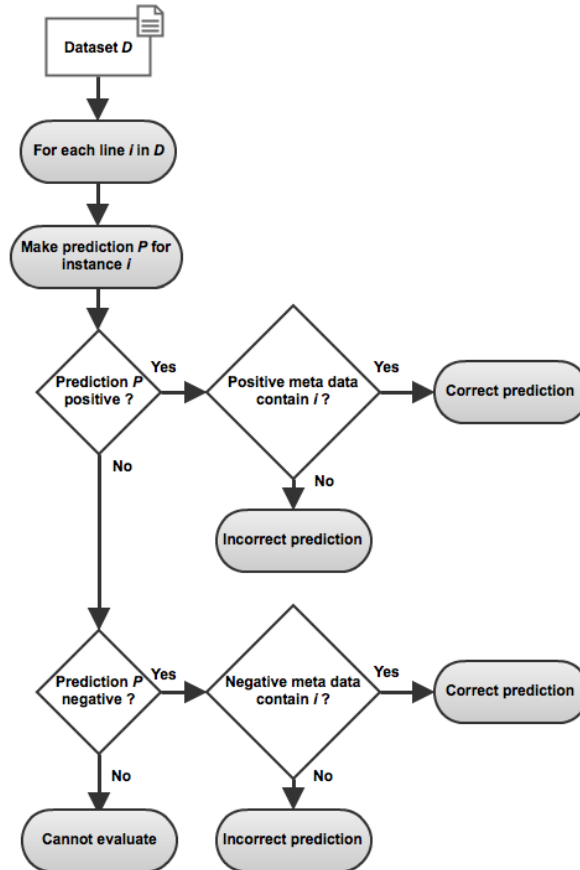 Dataset D
For each line i in D
Make prediction P for
instance i
Prediction P
positive ?
Yes
Positive meta data
contain i ?
Yes
Correct prediction
No
No
Incorrect prediction
Prediction P
negative ?
Yes
Negative meta data
contain i ?
Yes
Correct prediction
No
No
Cannot evaluate
Incorrect prediction